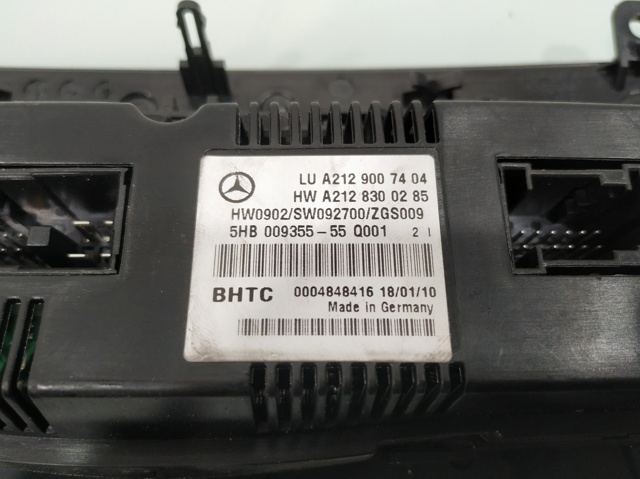 LU A212 900 74 04
HW A212 830 02 85
HW0902/SW092700/ZGS009
5HB 009355-55 Q001 2 I
BHTC 0004848416 18/01/10
Made in Germany